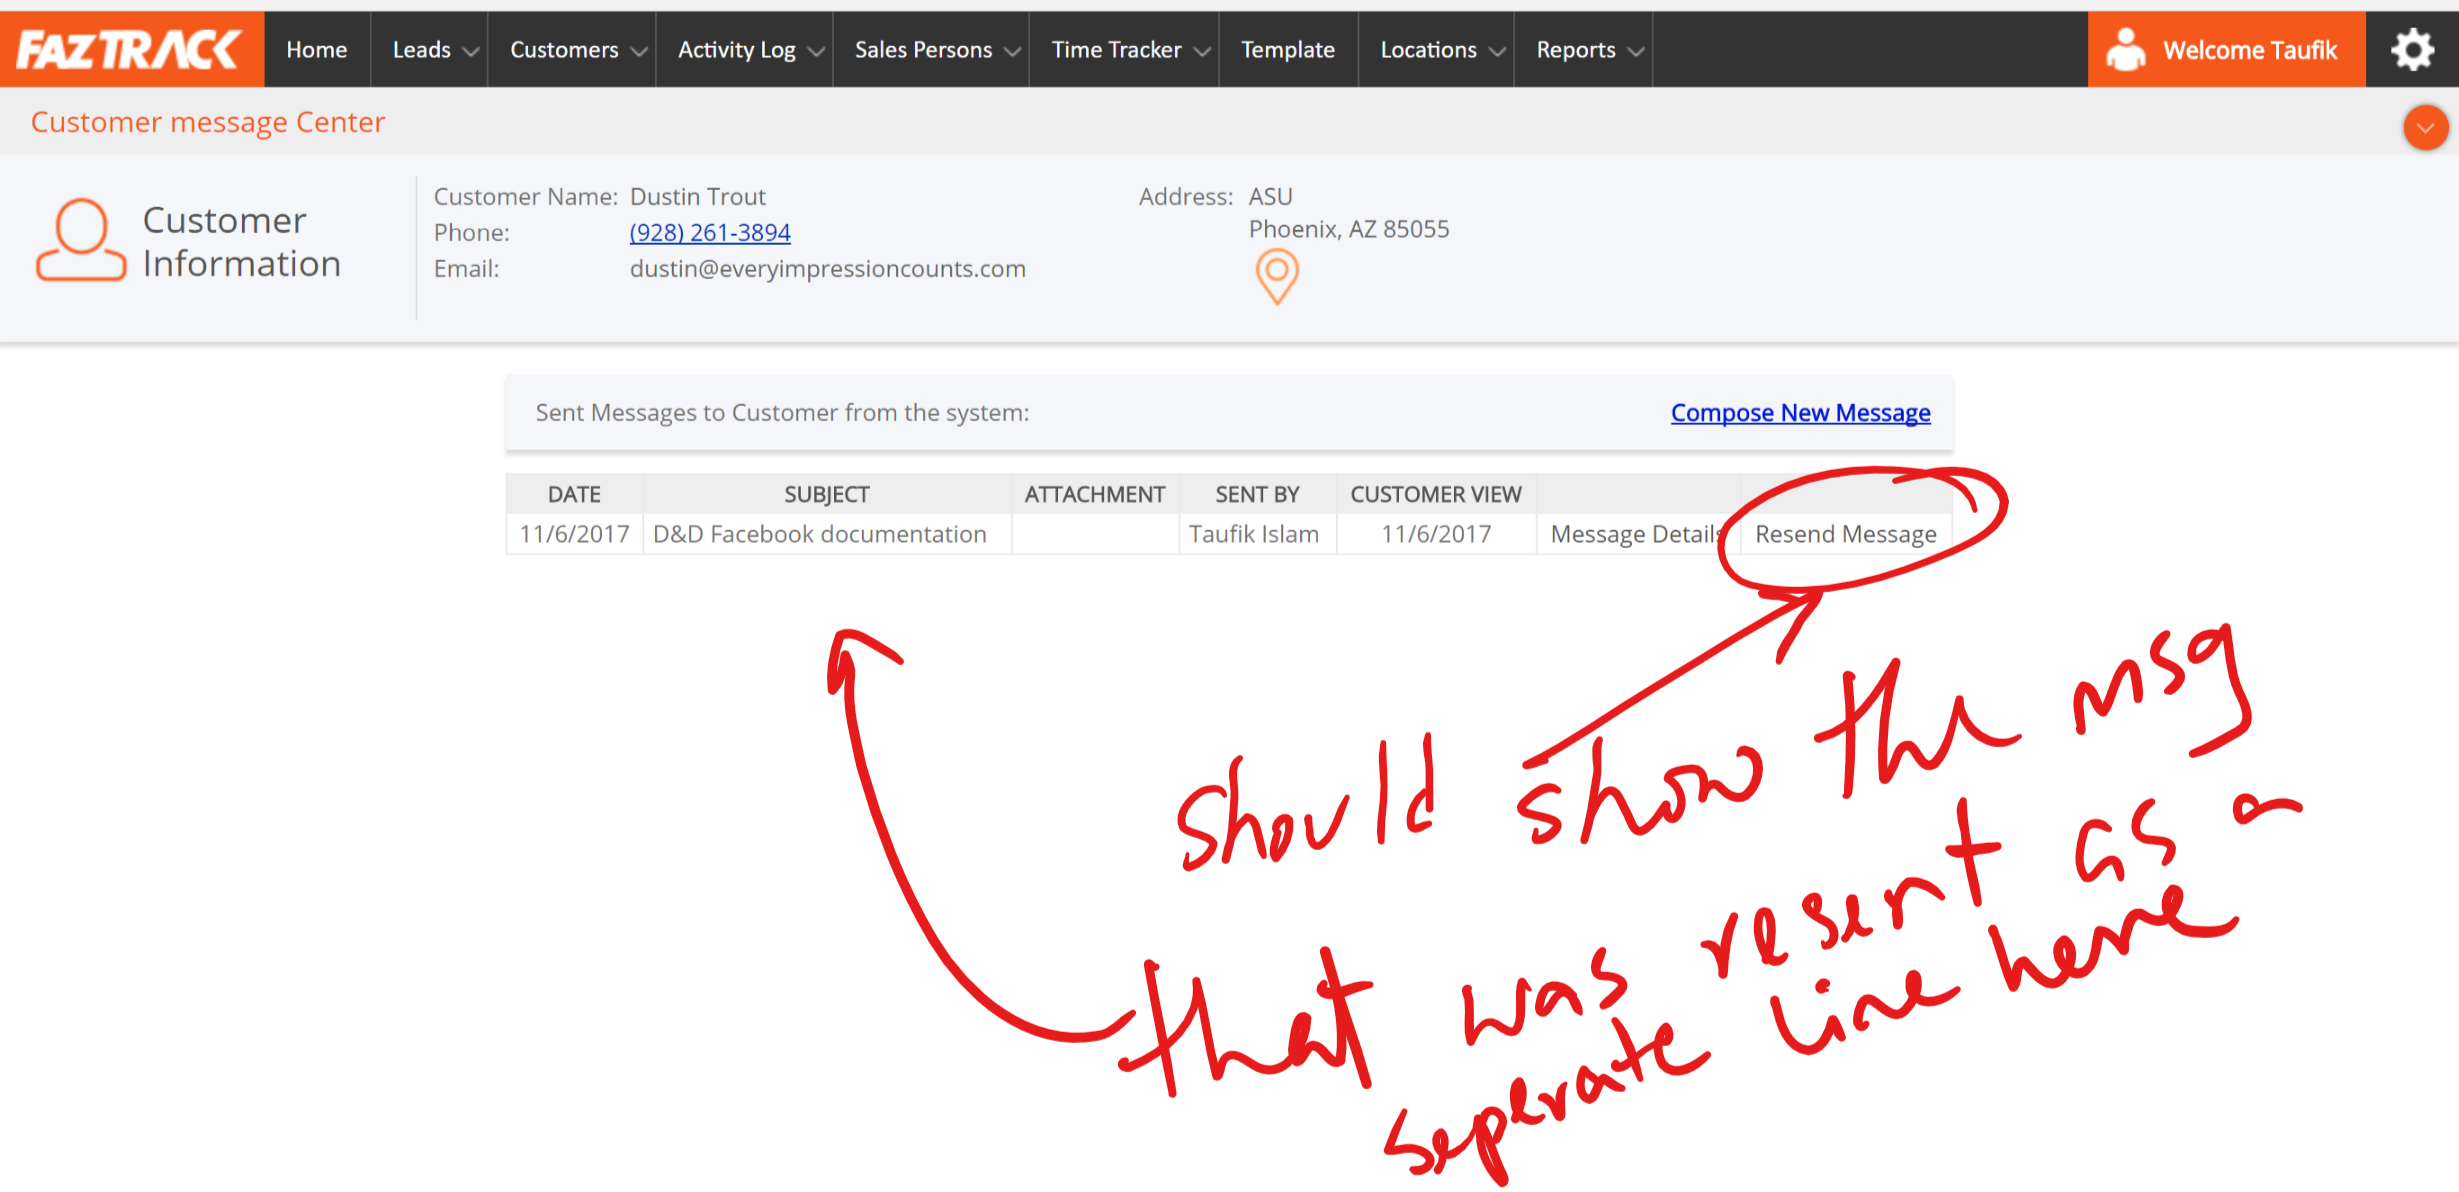 FAZTRACK Home Leads Customers Activity Log Sales Persons Time Tracker Template Locations Reports Welcome Taufik
Customer message Center
Customer
Information
Customer Name: Dustin Trout
Phone: (928) 261-3894
Email: dustin@everyimpressioncounts.com
Address: ASU
Phoenix, AZ 85055
Sent Messages to Customer from the system: Compose New Message
DATE SUBJECT ATTACHMENT SENT BY CUSTOMER VIEW
11/6/2017 D&D Facebook documentation Taufik Islam 11/6/2017 Message Details Resend Message
should show the msg
that was resent as a
seperate line here